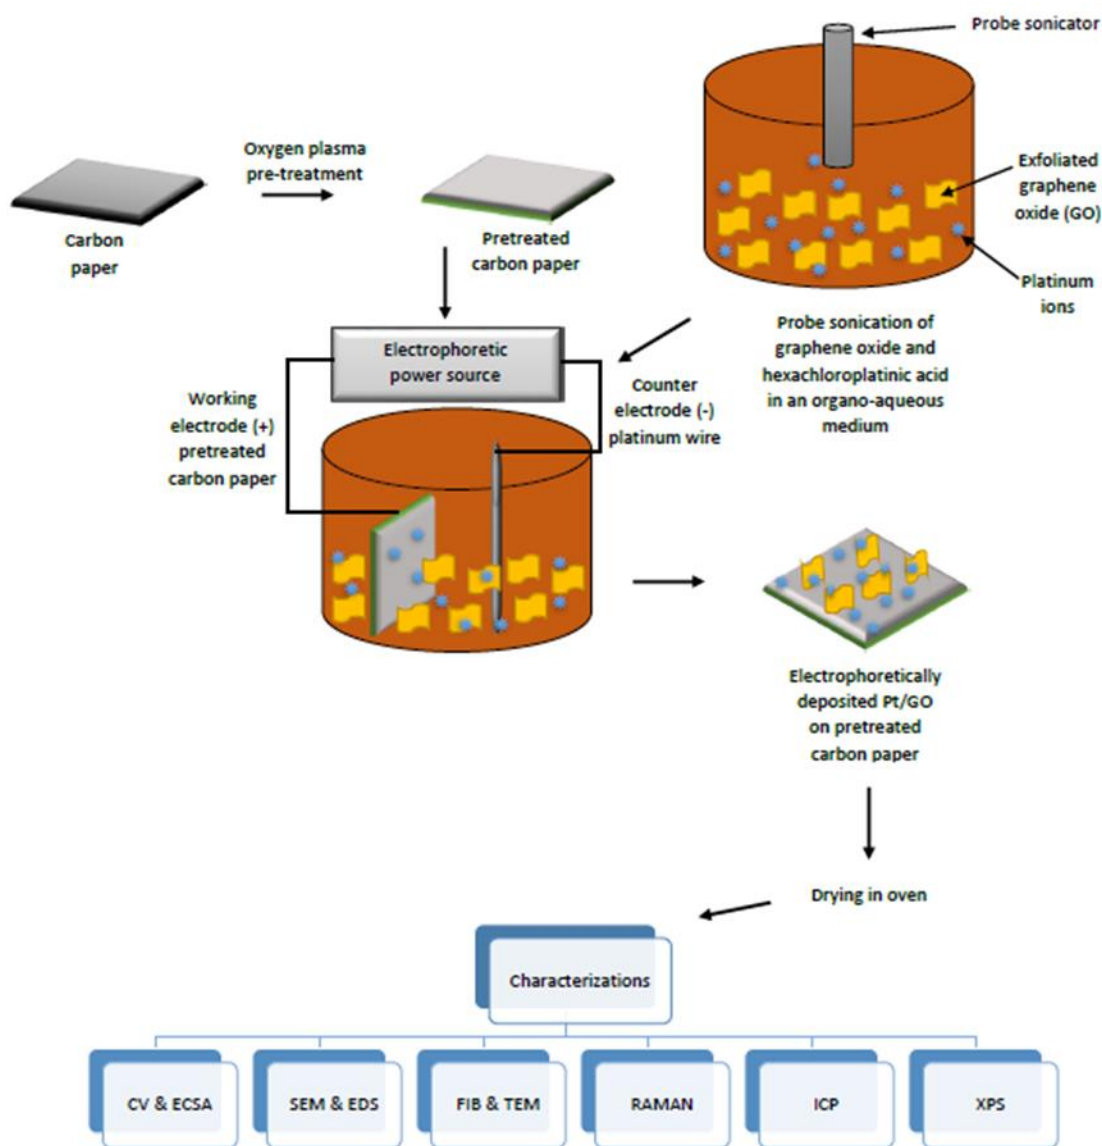 Probe sonicator
Oxygen plasma
pre-treatment
Exfoliated
graphene
oxide (GO)
Carbon
paper
Pretreated
carbon paper
Platinum
ions
Probe sonication of
graphene oxide and
hexachloroplatinic acid
in an organo-aqueous
medium
Electrophoretic
power source
Working
electrode (+)
pretreated
carbon paper
Counter
electrode (-)
platinum wire
Electrophoretically
deposited Pt/GO
on pretreated
carbon paper
Drying in oven
Characterizations
CV & ECSA
SEM & EDS
FIB & TEM
RAMAN
ICP
XPS